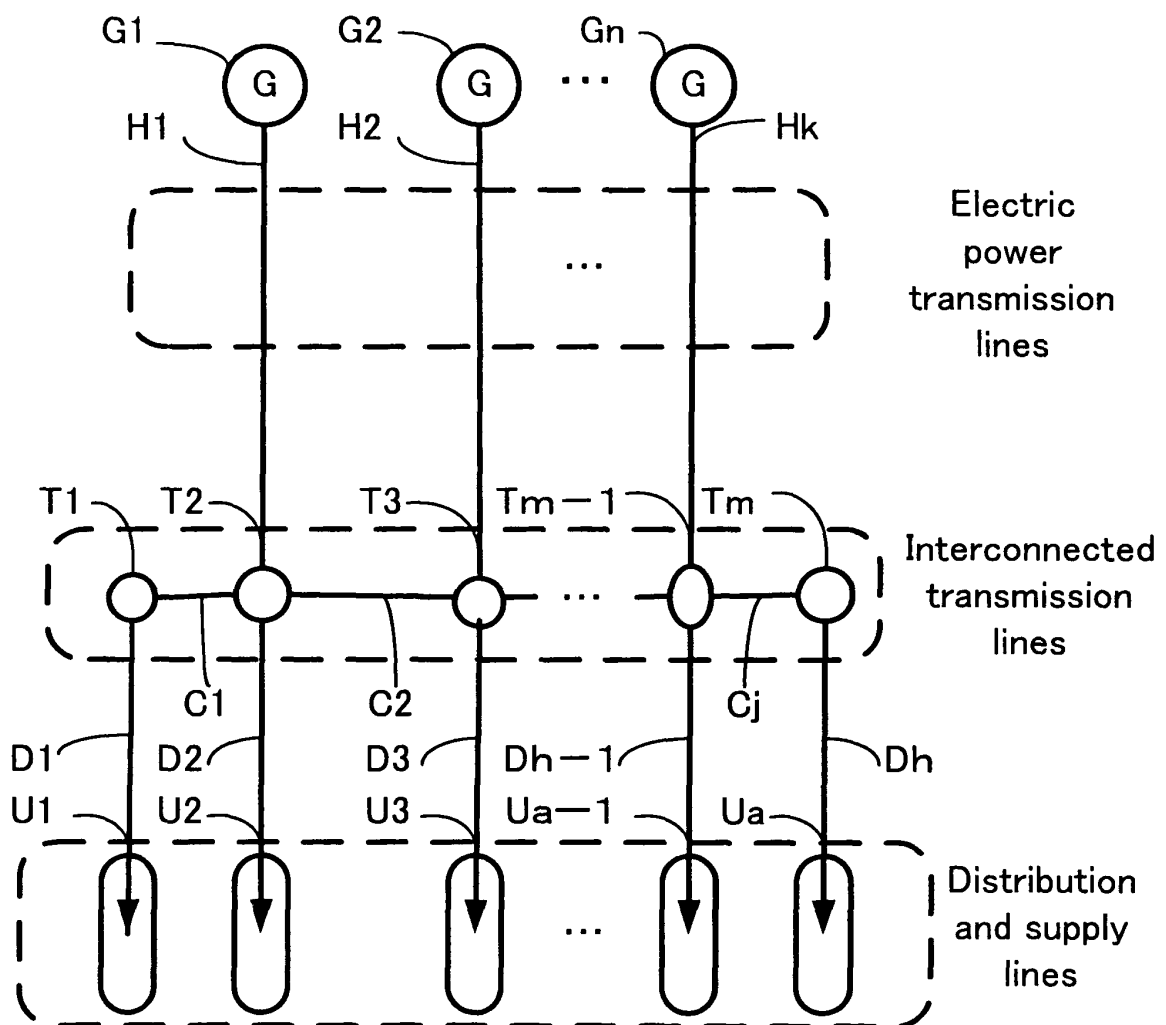 G1 G2 Gn
G G ... G
H1 H2 Hk
Electric
power
transmission
lines
...
T1 T2 T3 Tm−1 Tm
Interconnected
transmission
lines
...
C1 C2 Cj
D1 D2 D3 Dh−1 Dh
U1 U2 U3 Ua−1 Ua
Distribution
and supply
lines
...